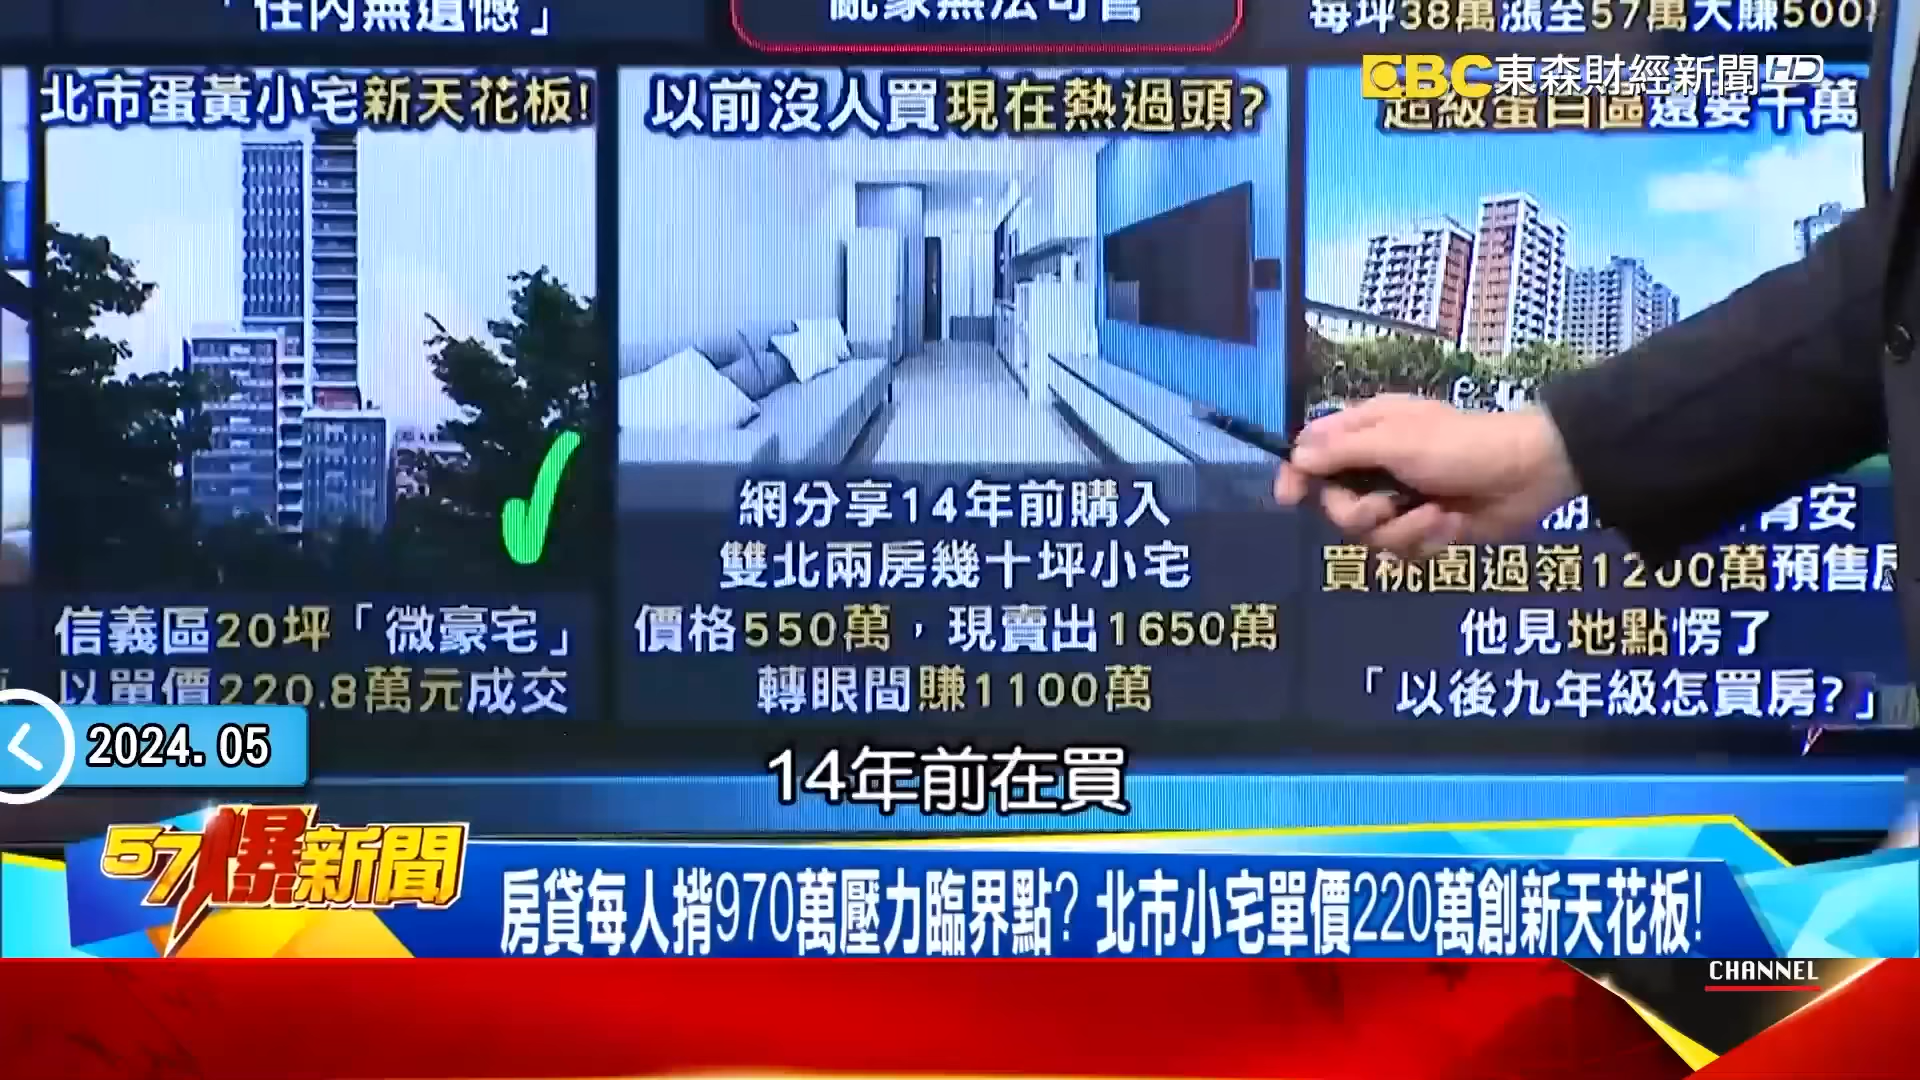 「任內無遺憾」
每坪38萬漲至57萬大賺500
EBC東森財經新聞HD
北市蛋黃小宅新天花板!
以前沒人買現在熱過頭?
超級蛋白區還要千萬
網分享14年前購入
雙北兩房幾十坪小宅
價格550萬,現賣出1650萬
轉眼間賺1100萬
信義區20坪「微豪宅」
以單價220.8萬元成交
青安
買桃園過嶺1200萬預售房
他見地點愣了
「以後九年級怎買房?」
2024.05
14年前在買
57爆新聞
房貸每人揹970萬壓力臨界點? 北市小宅單價220萬創新天花板!
CHANNEL